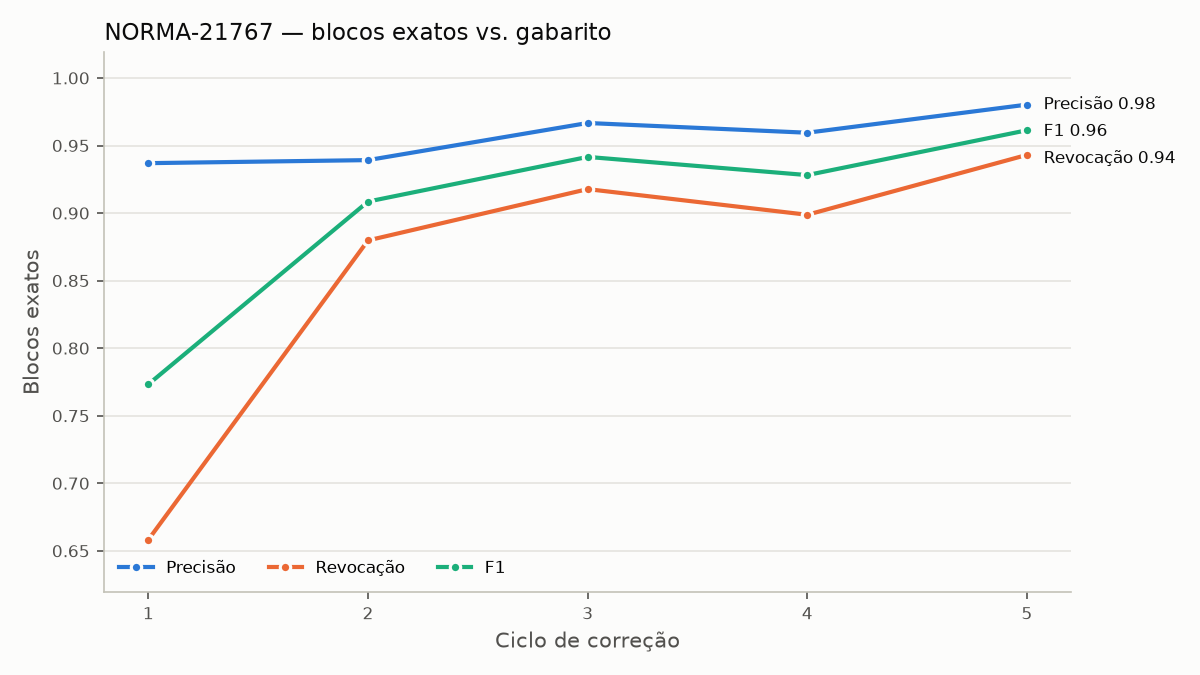 NORMA-21767 — blocos exatos vs. gabarito
Blocos exatos
1.00
0.95
0.90
0.85
0.80
0.75
0.70
0.65
Precisão 0.98
F1 0.96
Revocação 0.94
Precisão Revocação F1
1 2 3 4 5
Ciclo de correção